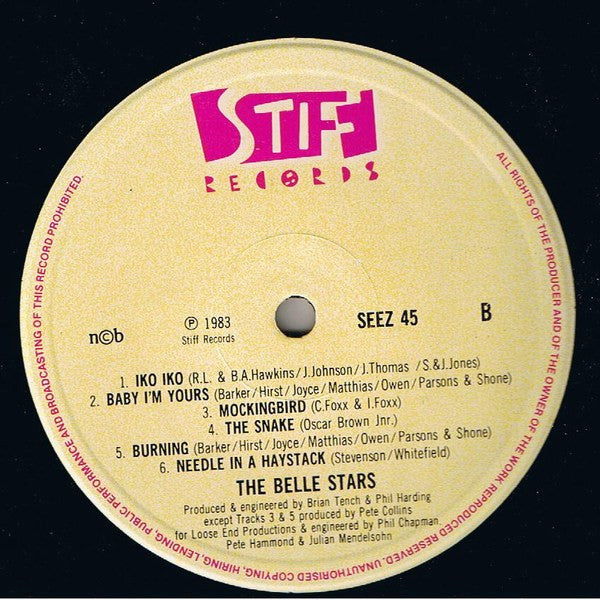 STIFF
RECORDS
ALL RIGHTS OF THE PRODUCER AND OF THE OWNER OF THE WORK REPRODUCED RESERVED. UNAUTHORISED COPYING, HIRING, LENDING, PUBLIC PERFORMANCE AND BROADCASTING OF THIS RECORD PROHIBITED.
n©b
℗ 1983
Stiff Records
SEEZ 45
B
1. IKO IKO (R.L. & B.A.Hawkins/J.Johnson/J.Thomas /S.&J.Jones)
2. BABY I'M YOURS (Barker/Hirst/Joyce/Matthias/Owen/Parsons & Shone)
3. MOCKINGBIRD (C.Foxx & I.Foxx)
4. THE SNAKE (Oscar Brown Jnr.)
5. BURNING (Barker/Hirst/Joyce/Matthias/Owen/Parsons & Shone)
6. NEEDLE IN A HAYSTACK (Stevenson/Whitefield)
THE BELLE STARS
Produced & engineered by Brian Tench & Phil Harding
except Tracks 3 & 5 produced by Pete Collins
for Loose End Productions & engineered by Phil Chapman,
Pete Hammond & Julian Mendelsohn